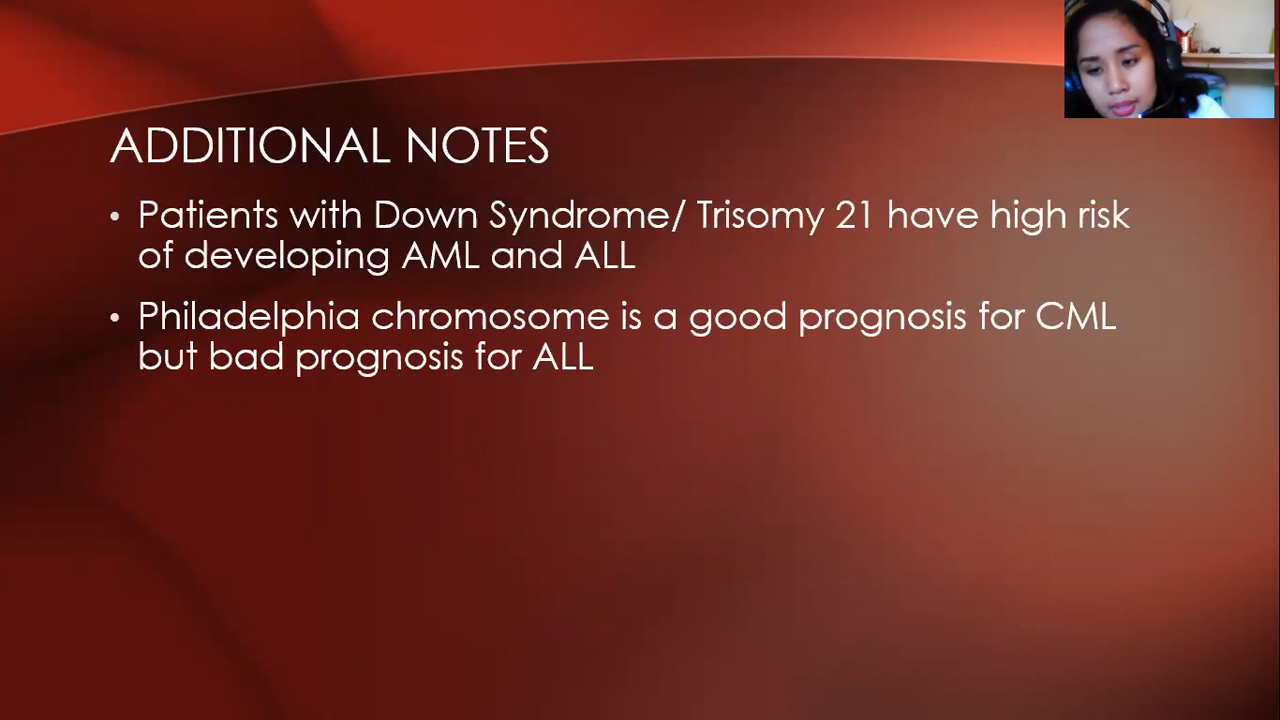 ADDITIONAL NOTES
• Patients with Down Syndrome/ Trisomy 21 have high risk
of developing AML and ALL
• Philadelphia chromosome is a good prognosis for CML
but bad prognosis for ALL